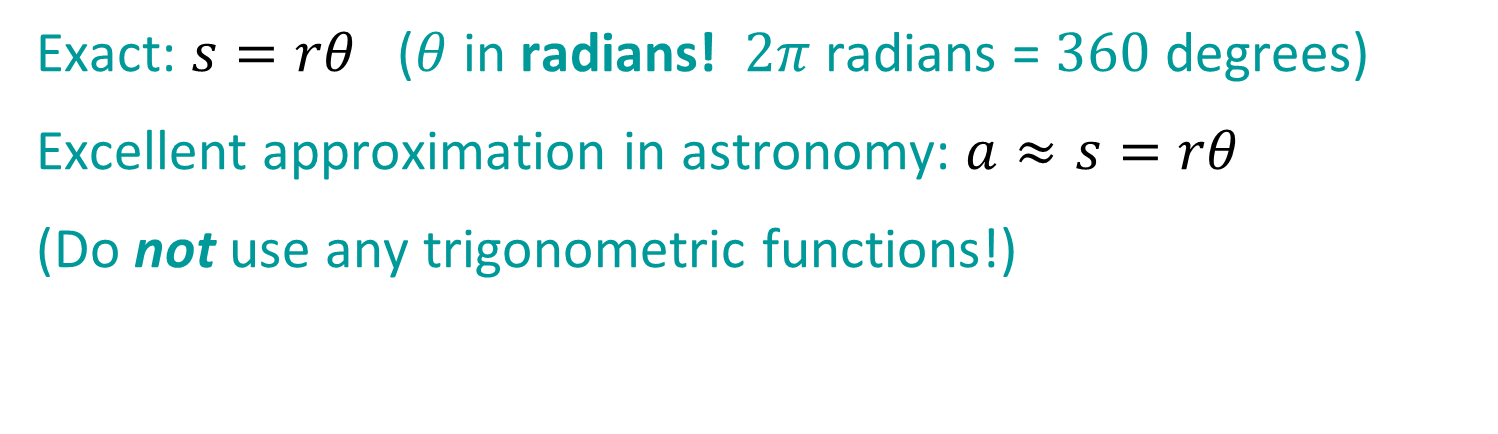 Exact: 𝑠 = 𝑟𝜃 (𝜃 in radians! 2𝜋 radians = 360 degrees)
Excellent approximation in astronomy: 𝑎 ≈ 𝑠 = 𝑟𝜃
(Do not use any trigonometric functions!)